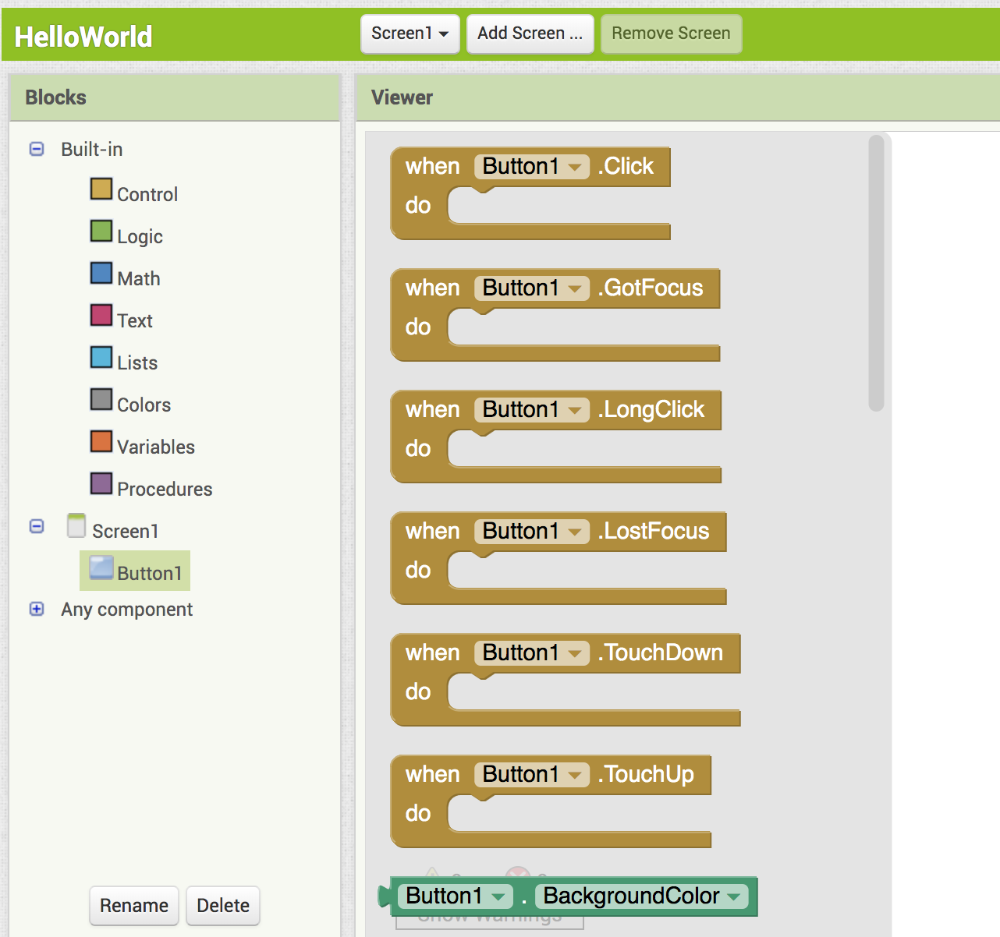 HelloWorld
Screen1
Add Screen ...
Remove Screen
Blocks
Viewer
Built-in
Control
Logic
Math
Text
Lists
Colors
Variables
Procedures
Screen1
Button1
Any component
Rename
Delete
when Button1 .Click
do
when Button1 .GotFocus
do
when Button1 .LongClick
do
when Button1 .LostFocus
do
when Button1 .TouchDown
do
when Button1 .TouchUp
do
Button1 . BackgroundColor
Show Warnings